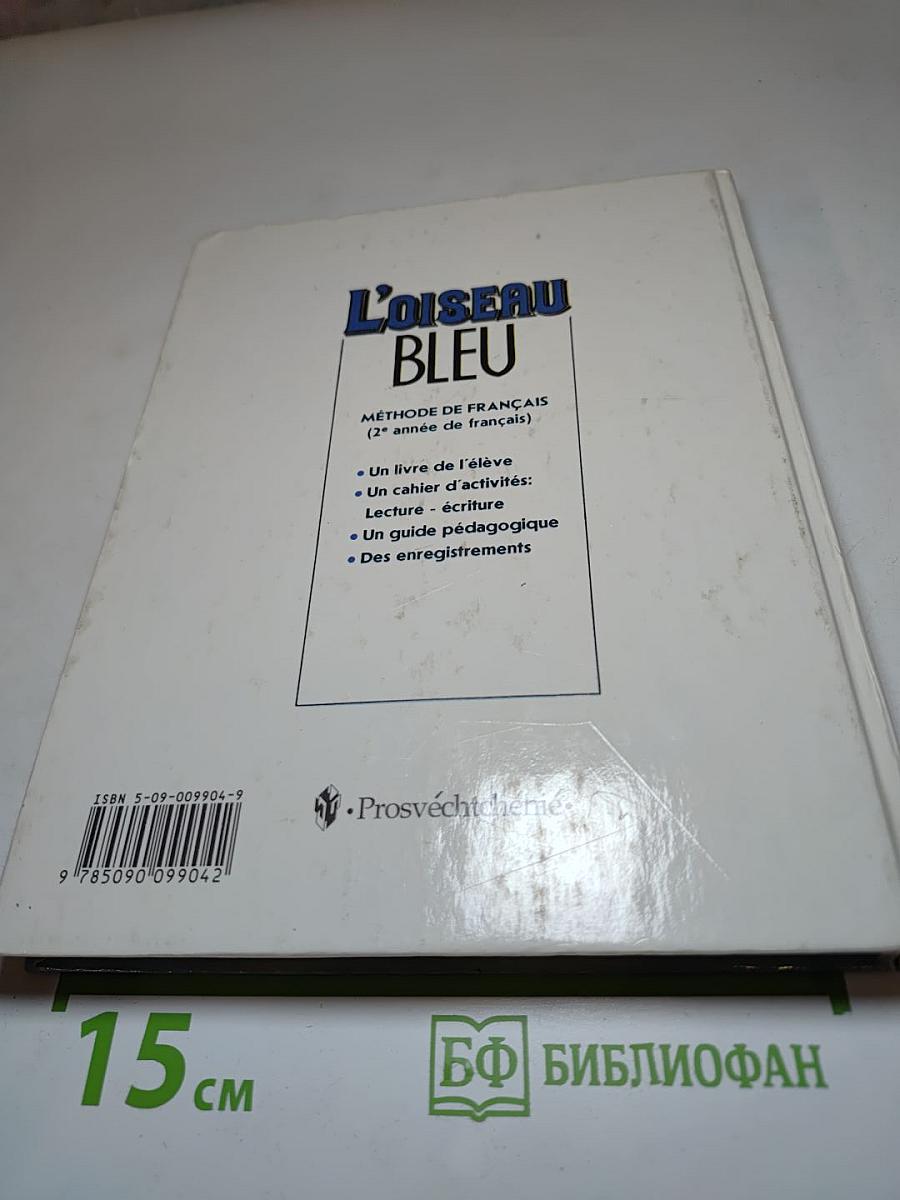 L'OISEAU
BLEU
MÉTHODE DE FRANÇAIS
(2e année de français)
• Un livre de l'élève
• Un cahier d'activités:
Lecture - écriture
• Un guide pédagogique
• Des enregistrements
ISBN 5-09-009904-9
9 785090 099042
•Prosvéchtchénié•
15 см
БФ БИБЛИОФАН